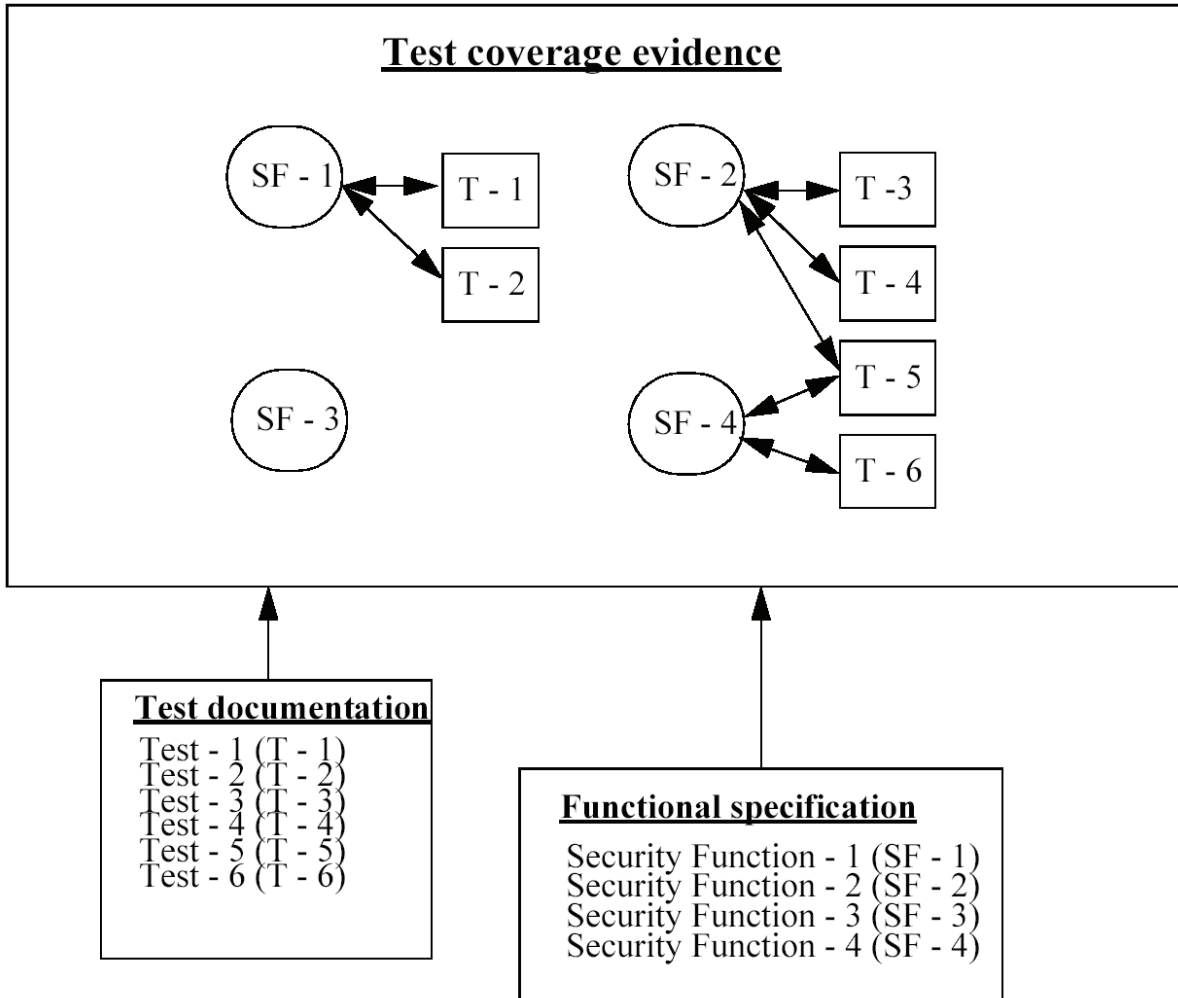 Test coverage evidence
SF - 1
T - 1
T - 2
SF - 2
T -3
T - 4
T - 5
SF - 3
SF - 4
T - 6
Test documentation
Test - 1 (T - 1)
Test - 2 (T - 2)
Test - 3 (T - 3)
Test - 4 (T - 4)
Test - 5 (T - 5)
Test - 6 (T - 6)
Functional specification
Security Function - 1 (SF - 1)
Security Function - 2 (SF - 2)
Security Function - 3 (SF - 3)
Security Function - 4 (SF - 4)